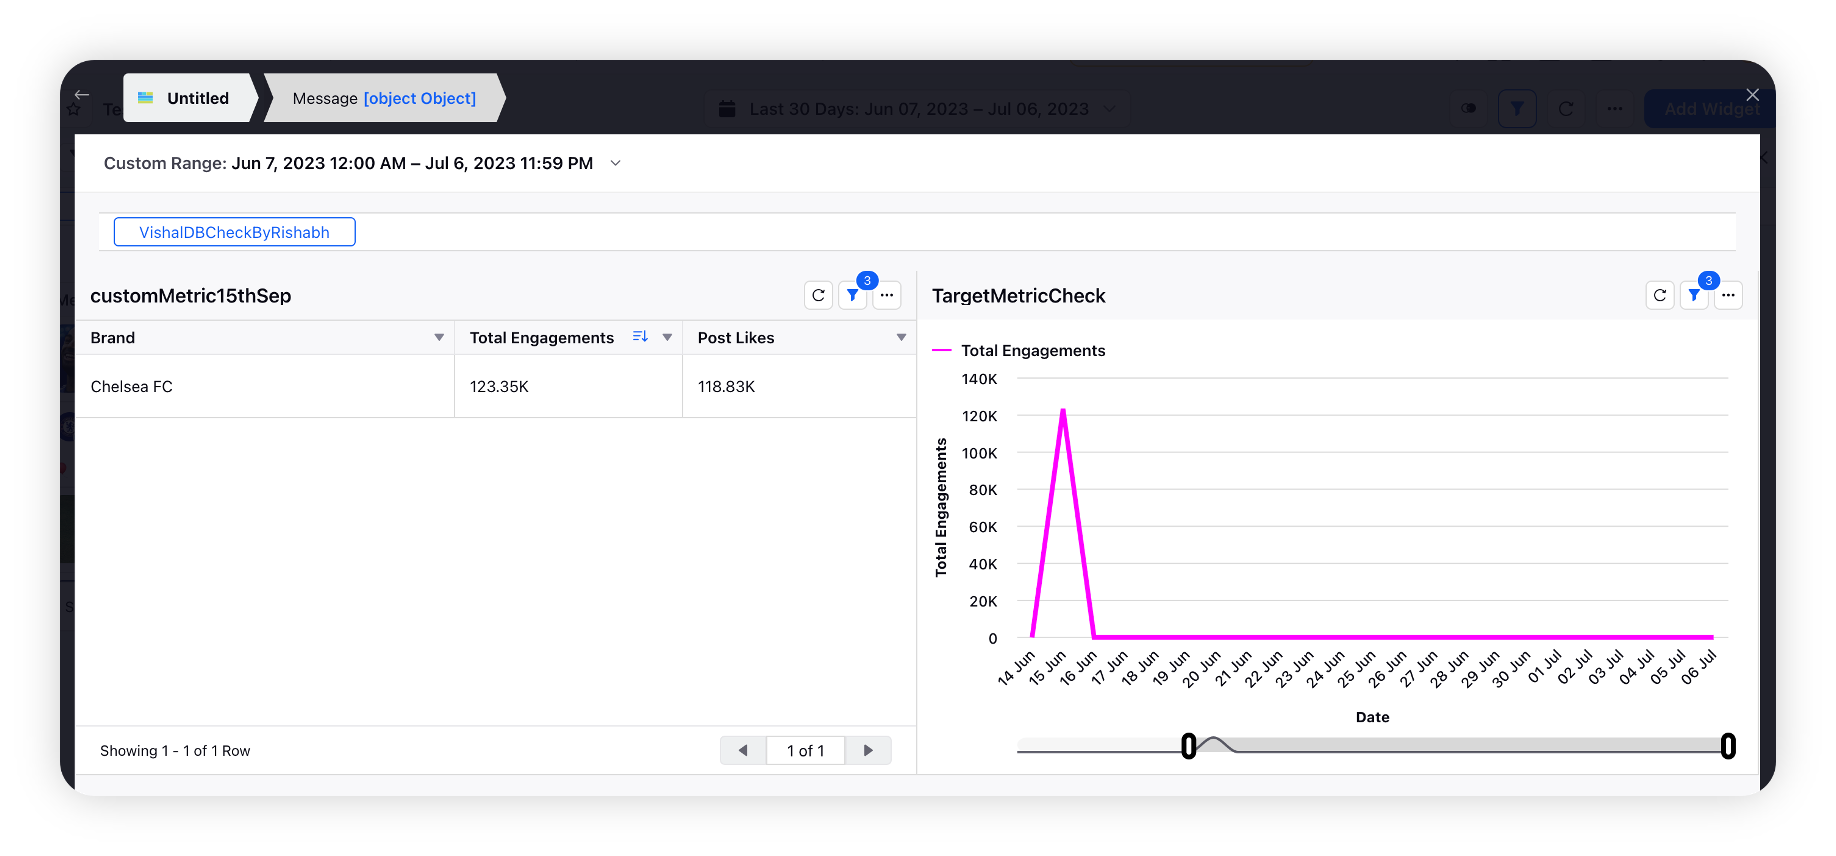 Untitled
Message [object Object]
Te
Last 30 Days: Jun 07, 2023 – Jul 06, 2023
Add Widget
Custom Range: Jun 7, 2023 12:00 AM – Jul 6, 2023 11:59 PM
VishalDBCheckByRishabh
customMetric15thSep
3
Brand
Total Engagements
Post Likes
Chelsea FC
123.35K
118.83K
Showing 1 - 1 of 1 Row
1 of 1
TargetMetricCheck
3
Total Engagements
Total Engagements
140K
120K
100K
80K
60K
40K
20K
0
14 Jun
15 Jun
16 Jun
17 Jun
18 Jun
19 Jun
20 Jun
21 Jun
22 Jun
23 Jun
24 Jun
25 Jun
26 Jun
27 Jun
28 Jun
29 Jun
30 Jun
01 Jul
02 Jul
03 Jul
04 Jul
05 Jul
06 Jul
Date